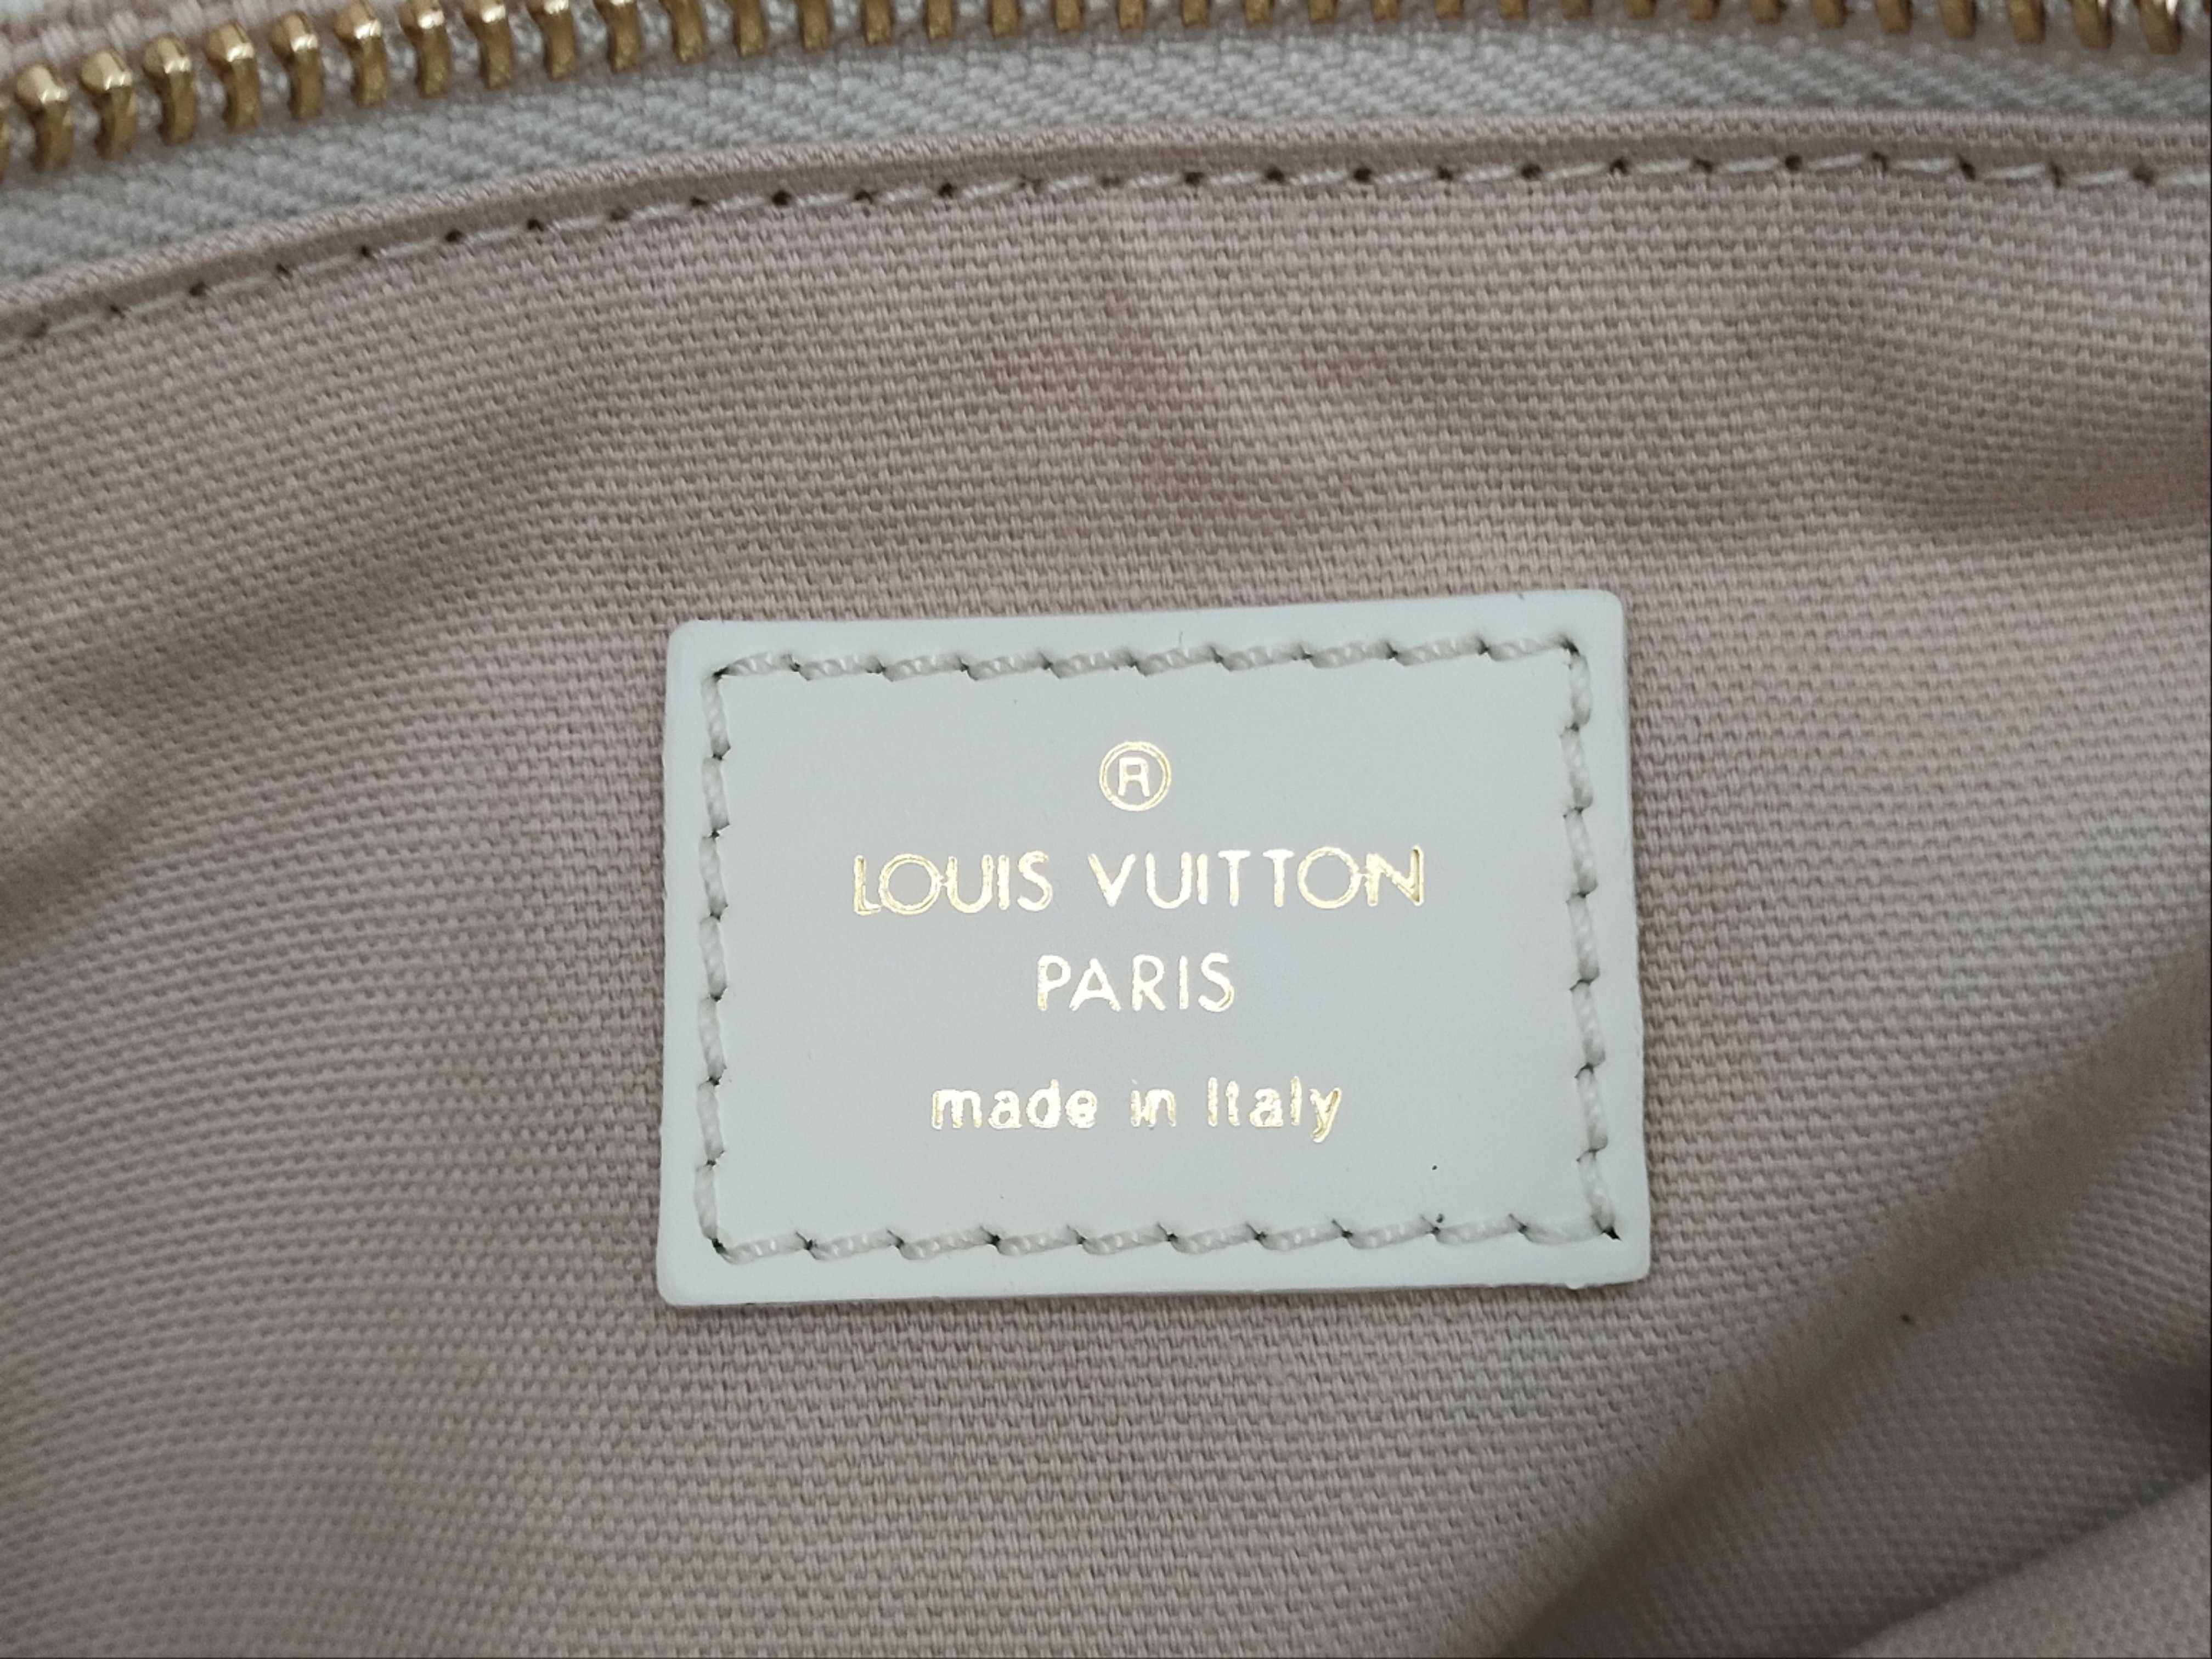 ®
LOUIS VUITTON
PARIS
made in Italy